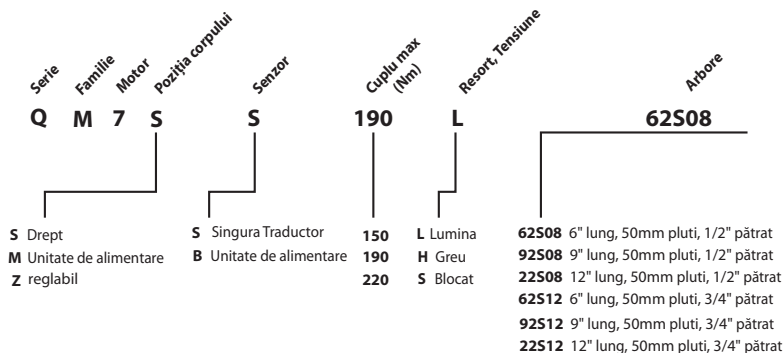 Serie Familie Motor Poziția corpului Senzor Cuplu max (Nm) Resort, Tensiune Arbore
Q M 7 S S 190 L 62S08
S Drept
M Unitate de alimentare
Z reglabil
S Singura Traductor
B Unitate de alimentare
150
190
220
L Lumina
H Greu
S Blocat
62S08 6" lung, 50mm pluti, 1/2" pătrat
92S08 9" lung, 50mm pluti, 1/2" pătrat
22S08 12" lung, 50mm pluti, 1/2" pătrat
62S12 6" lung, 50mm pluti, 3/4" pătrat
92S12 9" lung, 50mm pluti, 3/4" pătrat
22S12 12" lung, 50mm pluti, 3/4" pătrat